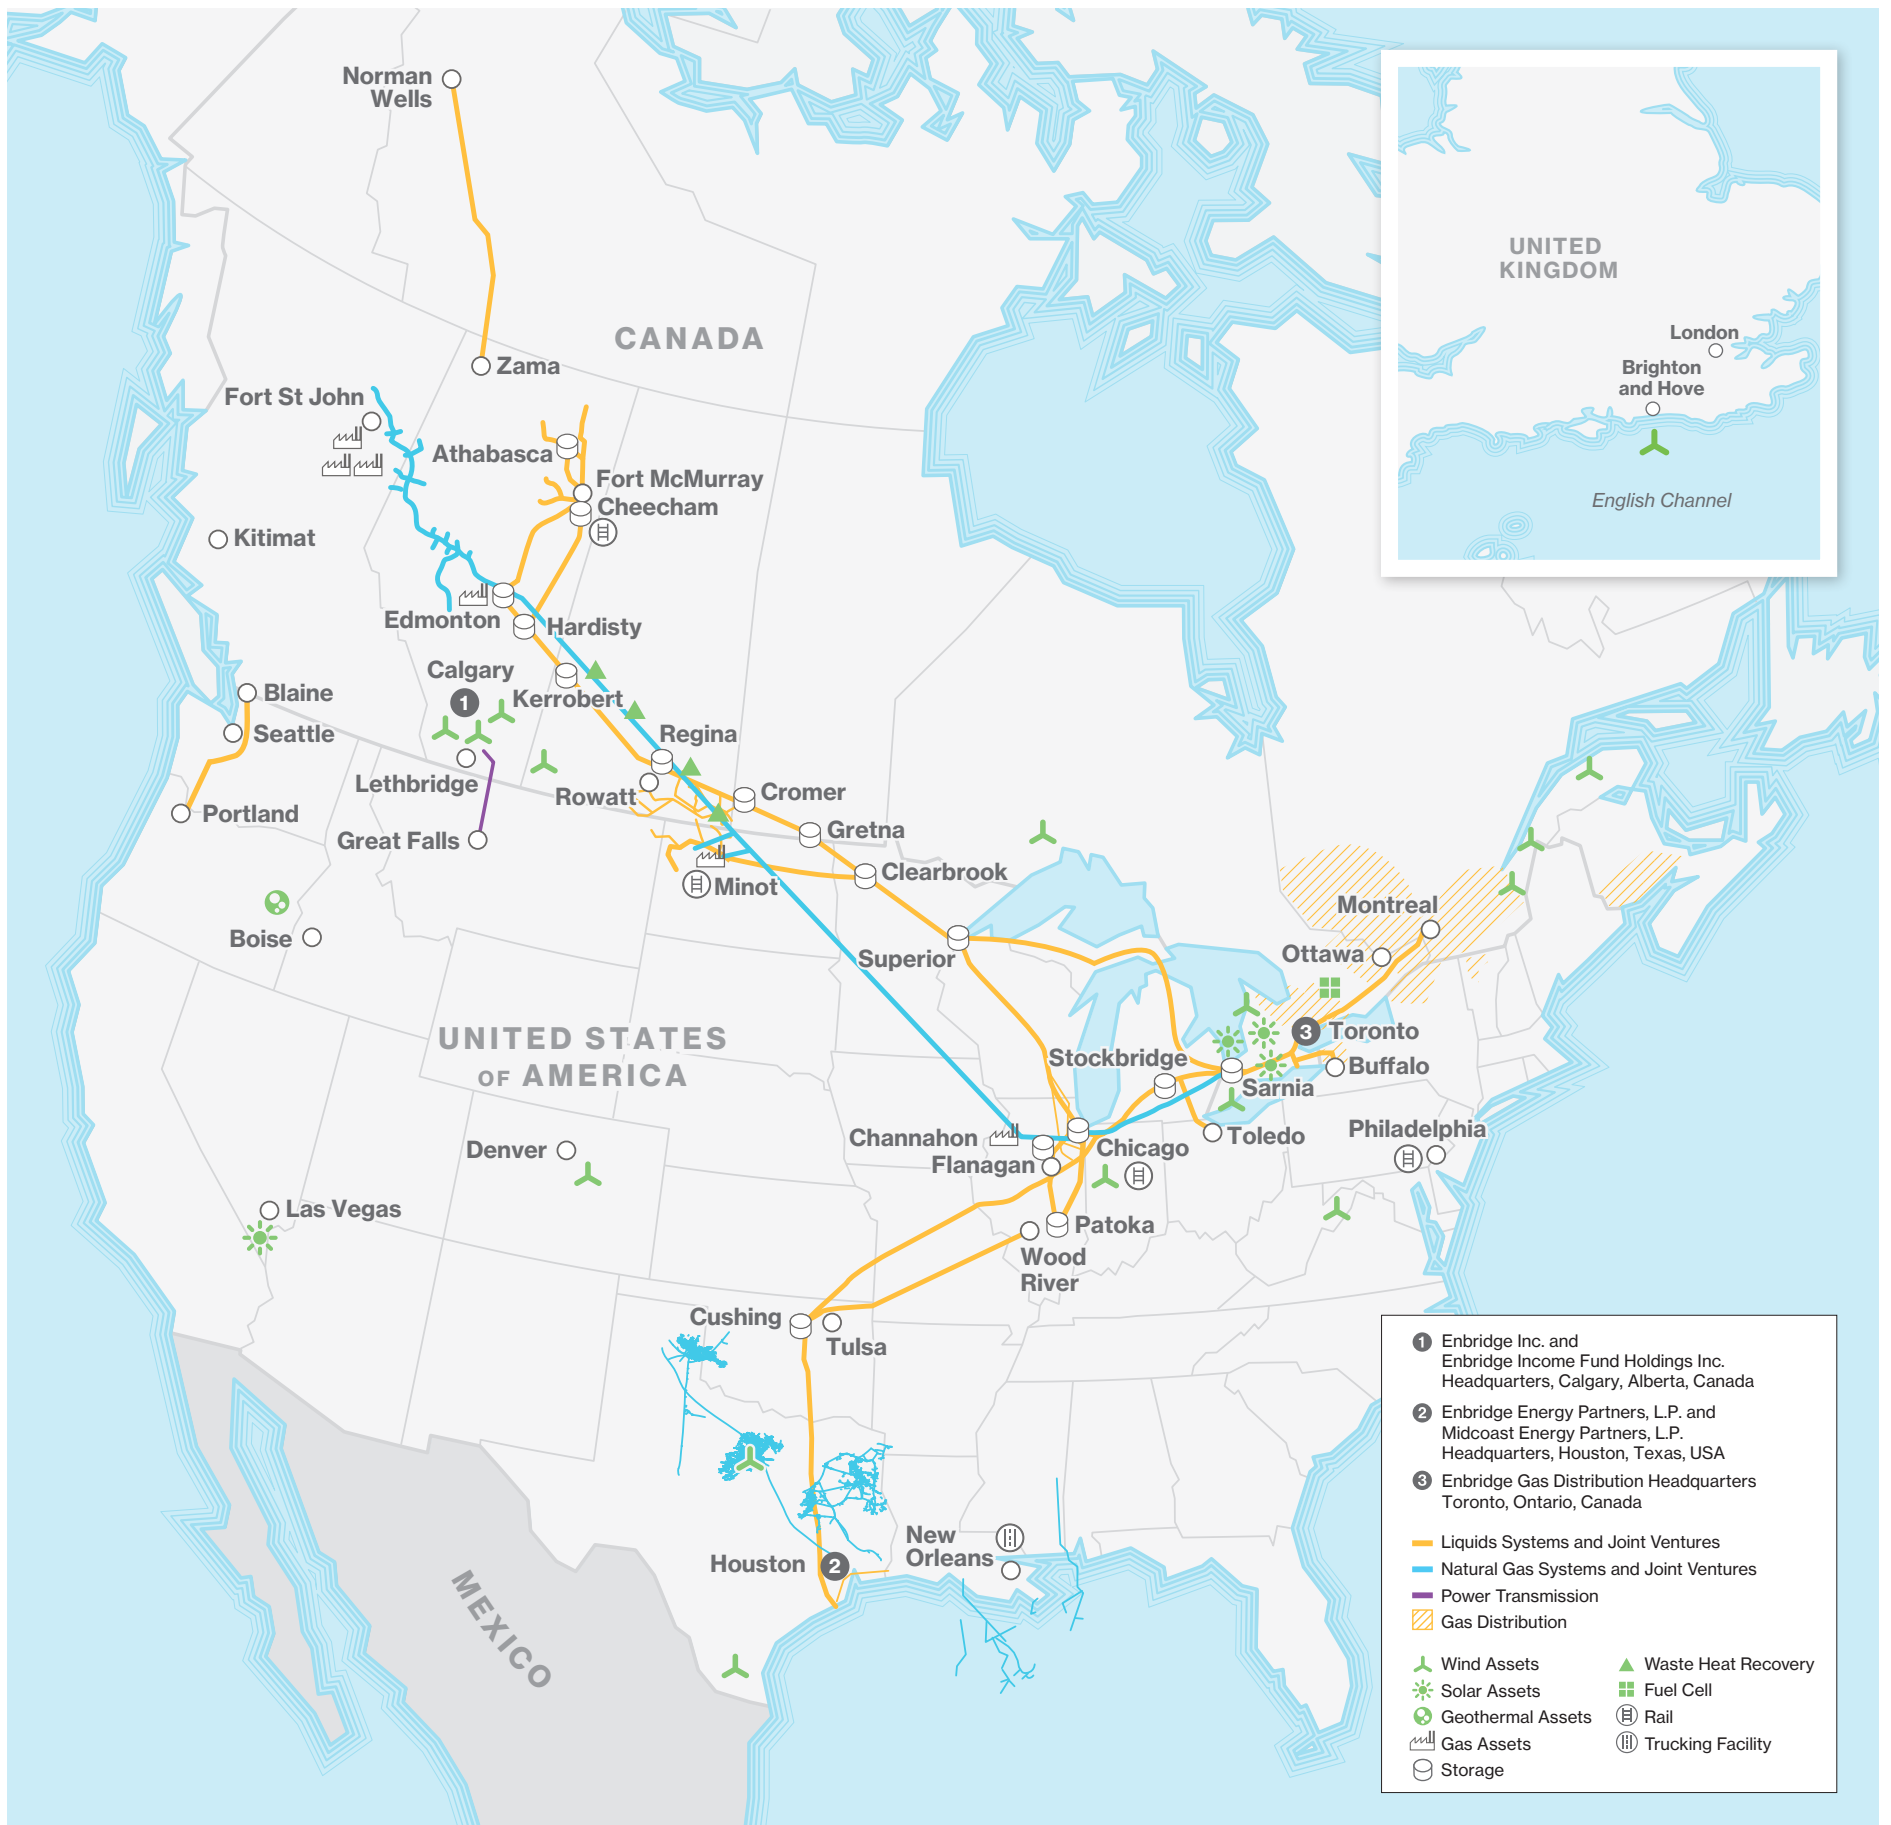 Norman
Wells
CANADA
Zama
Fort St John
Athabasca
Fort McMurray
Cheecham
Kitimat
Edmonton
Hardisty
Calgary
1
Kerrobert
Blaine
Seattle
Regina
Lethbridge
Rowatt
Cromer
Portland
Great Falls
Gretna
Clearbrook
Minot
Boise
Superior
Montreal
Ottawa
UNITED STATES
OF AMERICA
3
Toronto
Stockbridge
Buffalo
Sarnia
Channahon
Chicago
Toledo
Philadelphia
Denver
Flanagan
Las Vegas
Patoka
Wood
River
Cushing
Tulsa
New
Orleans
Houston
2
MEXICO
UNITED
KINGDOM
London
Brighton
and Hove
English Channel
1 Enbridge Inc. and
Enbridge Income Fund Holdings Inc.
Headquarters, Calgary, Alberta, Canada
2 Enbridge Energy Partners, L.P. and
Midcoast Energy Partners, L.P.
Headquarters, Houston, Texas, USA
3 Enbridge Gas Distribution Headquarters
Toronto, Ontario, Canada
Liquids Systems and Joint Ventures
Natural Gas Systems and Joint Ventures
Power Transmission
Gas Distribution
Wind Assets
Solar Assets
Geothermal Assets
Gas Assets
Storage
Waste Heat Recovery
Fuel Cell
Rail
Trucking Facility